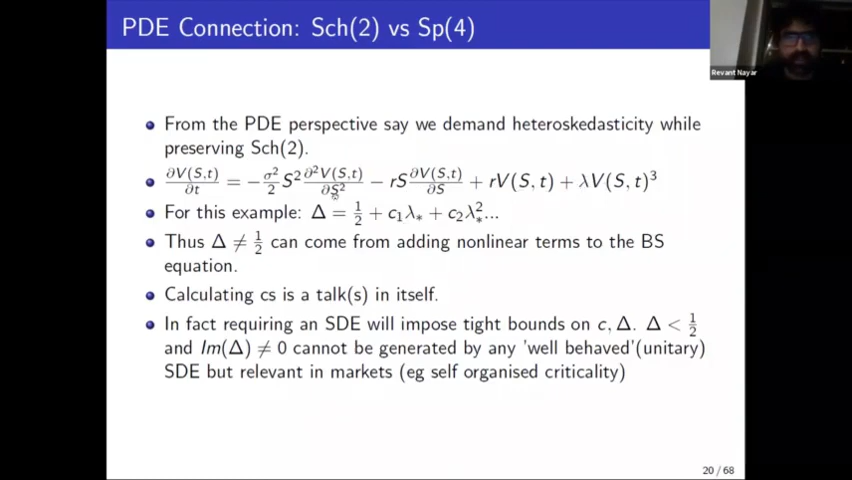 PDE Connection: Sch(2) vs Sp(4)
Revant Nayar
From the PDE perspective say we demand heteroskedasticity while
preserving Sch(2).
∂V(S,t)/∂t = −σ²/2 S² ∂²V(S,t)/∂S² − rS ∂V(S,t)/∂S + rV(S, t) + λV(S, t)³
For this example: Δ = 1/2 + c₁λ∗ + c₂λ∗²...
Thus Δ ≠ 1/2 can come from adding nonlinear terms to the BS
equation.
Calculating cs is a talk(s) in itself.
In fact requiring an SDE will impose tight bounds on c, Δ. Δ < 1/2
and Im(Δ) ≠ 0 cannot be generated by any 'well behaved'(unitary)
SDE but relevant in markets (eg self organised criticality)
20 / 68